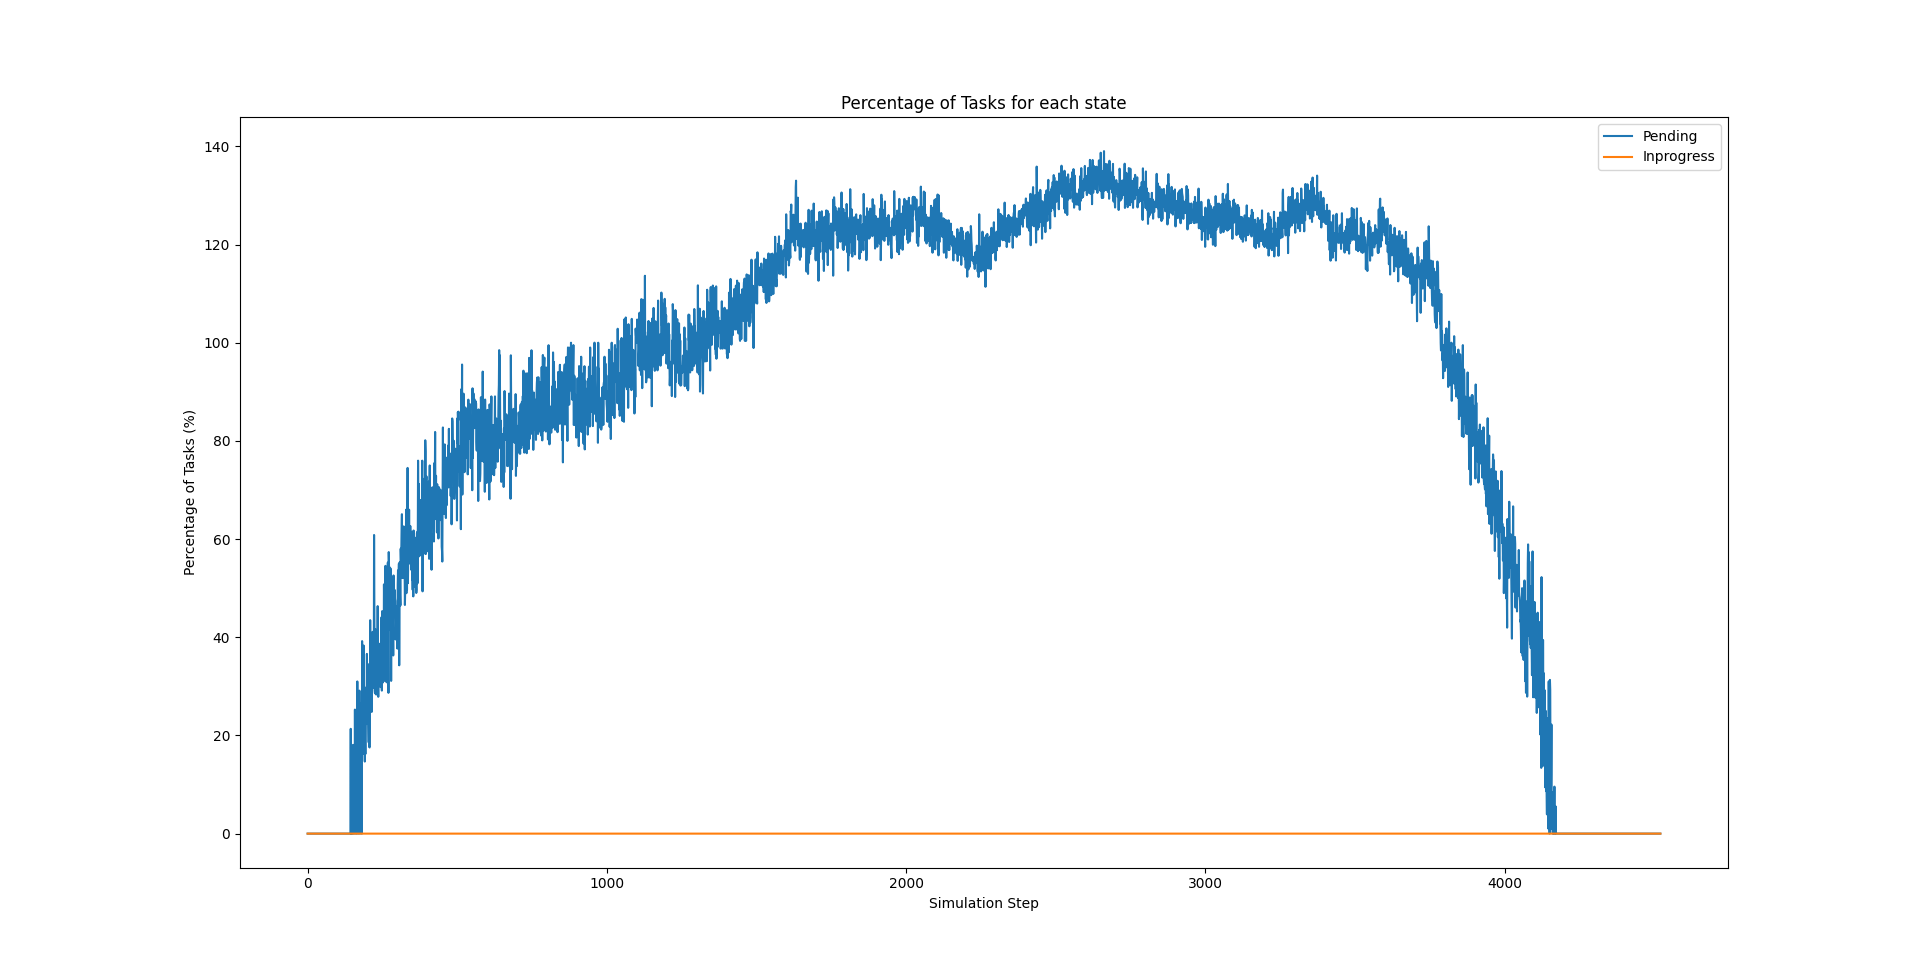 Percentage of Tasks for each state
Pending
Inprogress
140
120
100
80
60
40
20
0
Percentage of Tasks (%)
0 1000 2000 3000 4000
Simulation Step